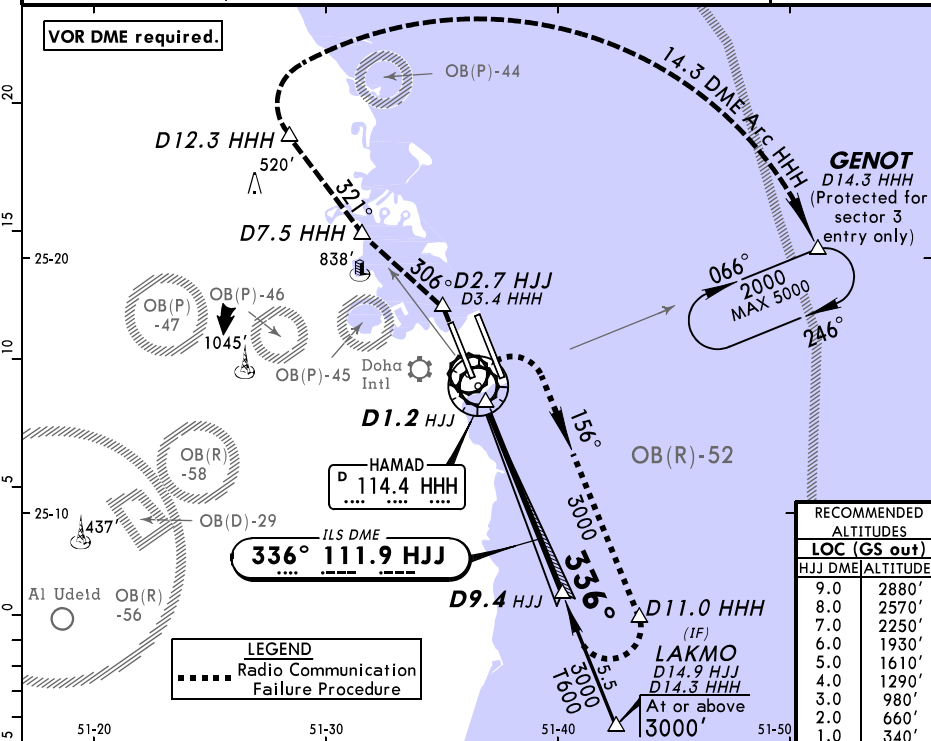 VOR DME required.
OB(P)-44
14.3 DME Arc HHH
20
D12.3 HHH
520'
GENOT
D14.3 HHH
(Protected for
sector 3
entry only)
321°
15
D7.5 HHH
25-20
838'
306°
D2.7 HJJ
D3.4 HHH
066°
2000
MAX 5000
246°
OB(P)
-47
OB(P)-46
1045'
OB(P)-45
10
Doha
Intl
D1.2 HJJ
156°
HAMAD
D 114.4 HHH
OB(R)-52
OB(R)
-58
5
25-10
437'
OB(D)-29
3000
ILS DME
336° 111.9 HJJ
336°
RECOMMENDED
ALTITUDES
LOC (GS out)
HJJ DME ALTITUDE
9.0 2880'
8.0 2570'
7.0 2250'
6.0 1930'
5.0 1610'
4.0 1290'
3.0 980'
2.0 660'
1.0 340'
Al Udeid
OB(R)
-56
0
D9.4 HJJ
D11.0 HHH
(IF)
LAKMO
D14.9 HJJ
D14.3 HHH
At or above
3000'
5.5
3000
T600
LEGEND
Radio Communication
Failure Procedure
5
51-20
51-30
51-40
51-50